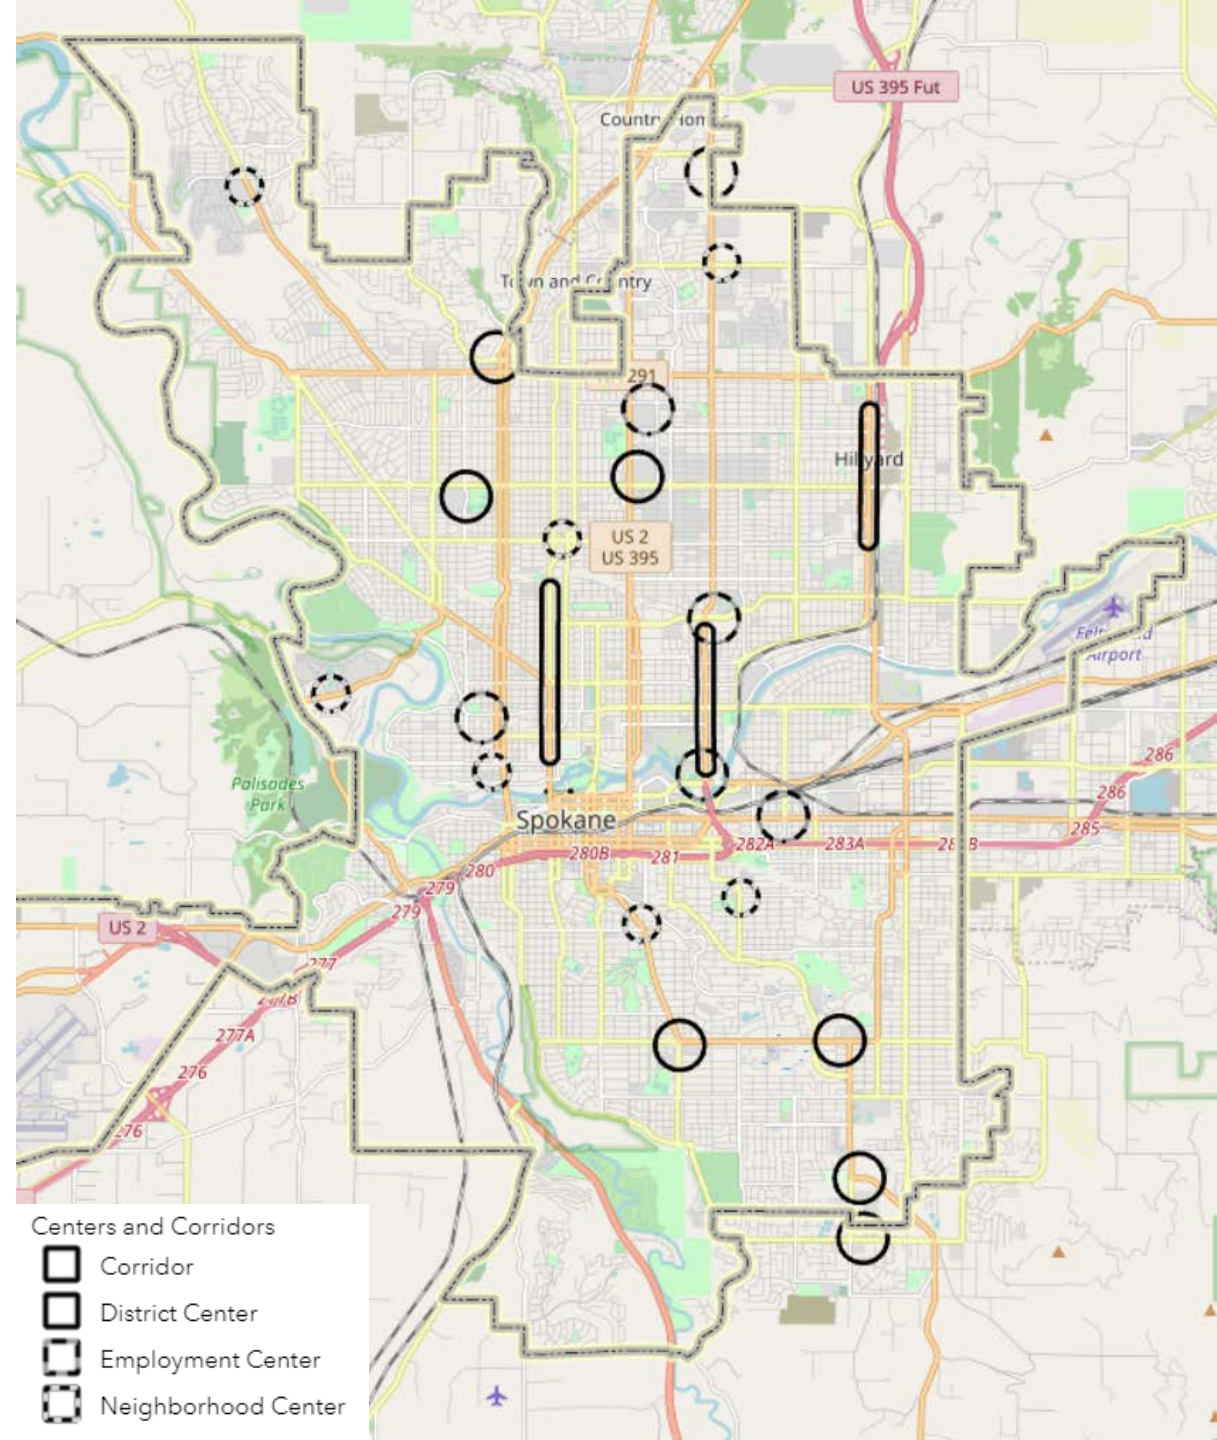 US 395 Fut
Country Hom
Town and Country
291
Hillyard
US 2
US 395
Airport
Palisades
Park
286
286
285
Spokane
282A
283A
280B
281
280
279
279
US 2
277
277A
276
276
Centers and Corridors
Corridor
District Center
Employment Center
Neighborhood Center